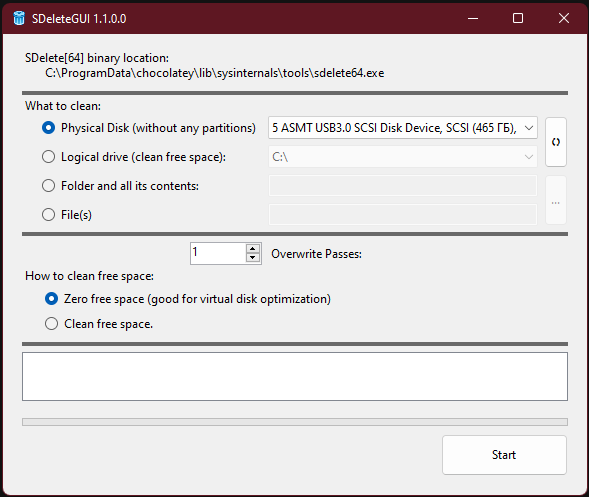 SDeleteGUI 1.1.0.0
SDelete[64] binary location:
C:\ProgramData\chocolatey\lib\sysinternals\tools\sdelete64.exe
What to clean:
Physical Disk (without any partitions)
5 ASMT USB3.0 SCSI Disk Device, SCSI (465 ГБ),
Logical drive (clean free space):
C:\
Folder and all its contents:
...
File(s)
1
Overwrite Passes:
How to clean free space:
Zero free space (good for virtual disk optimization)
Clean free space.
Start